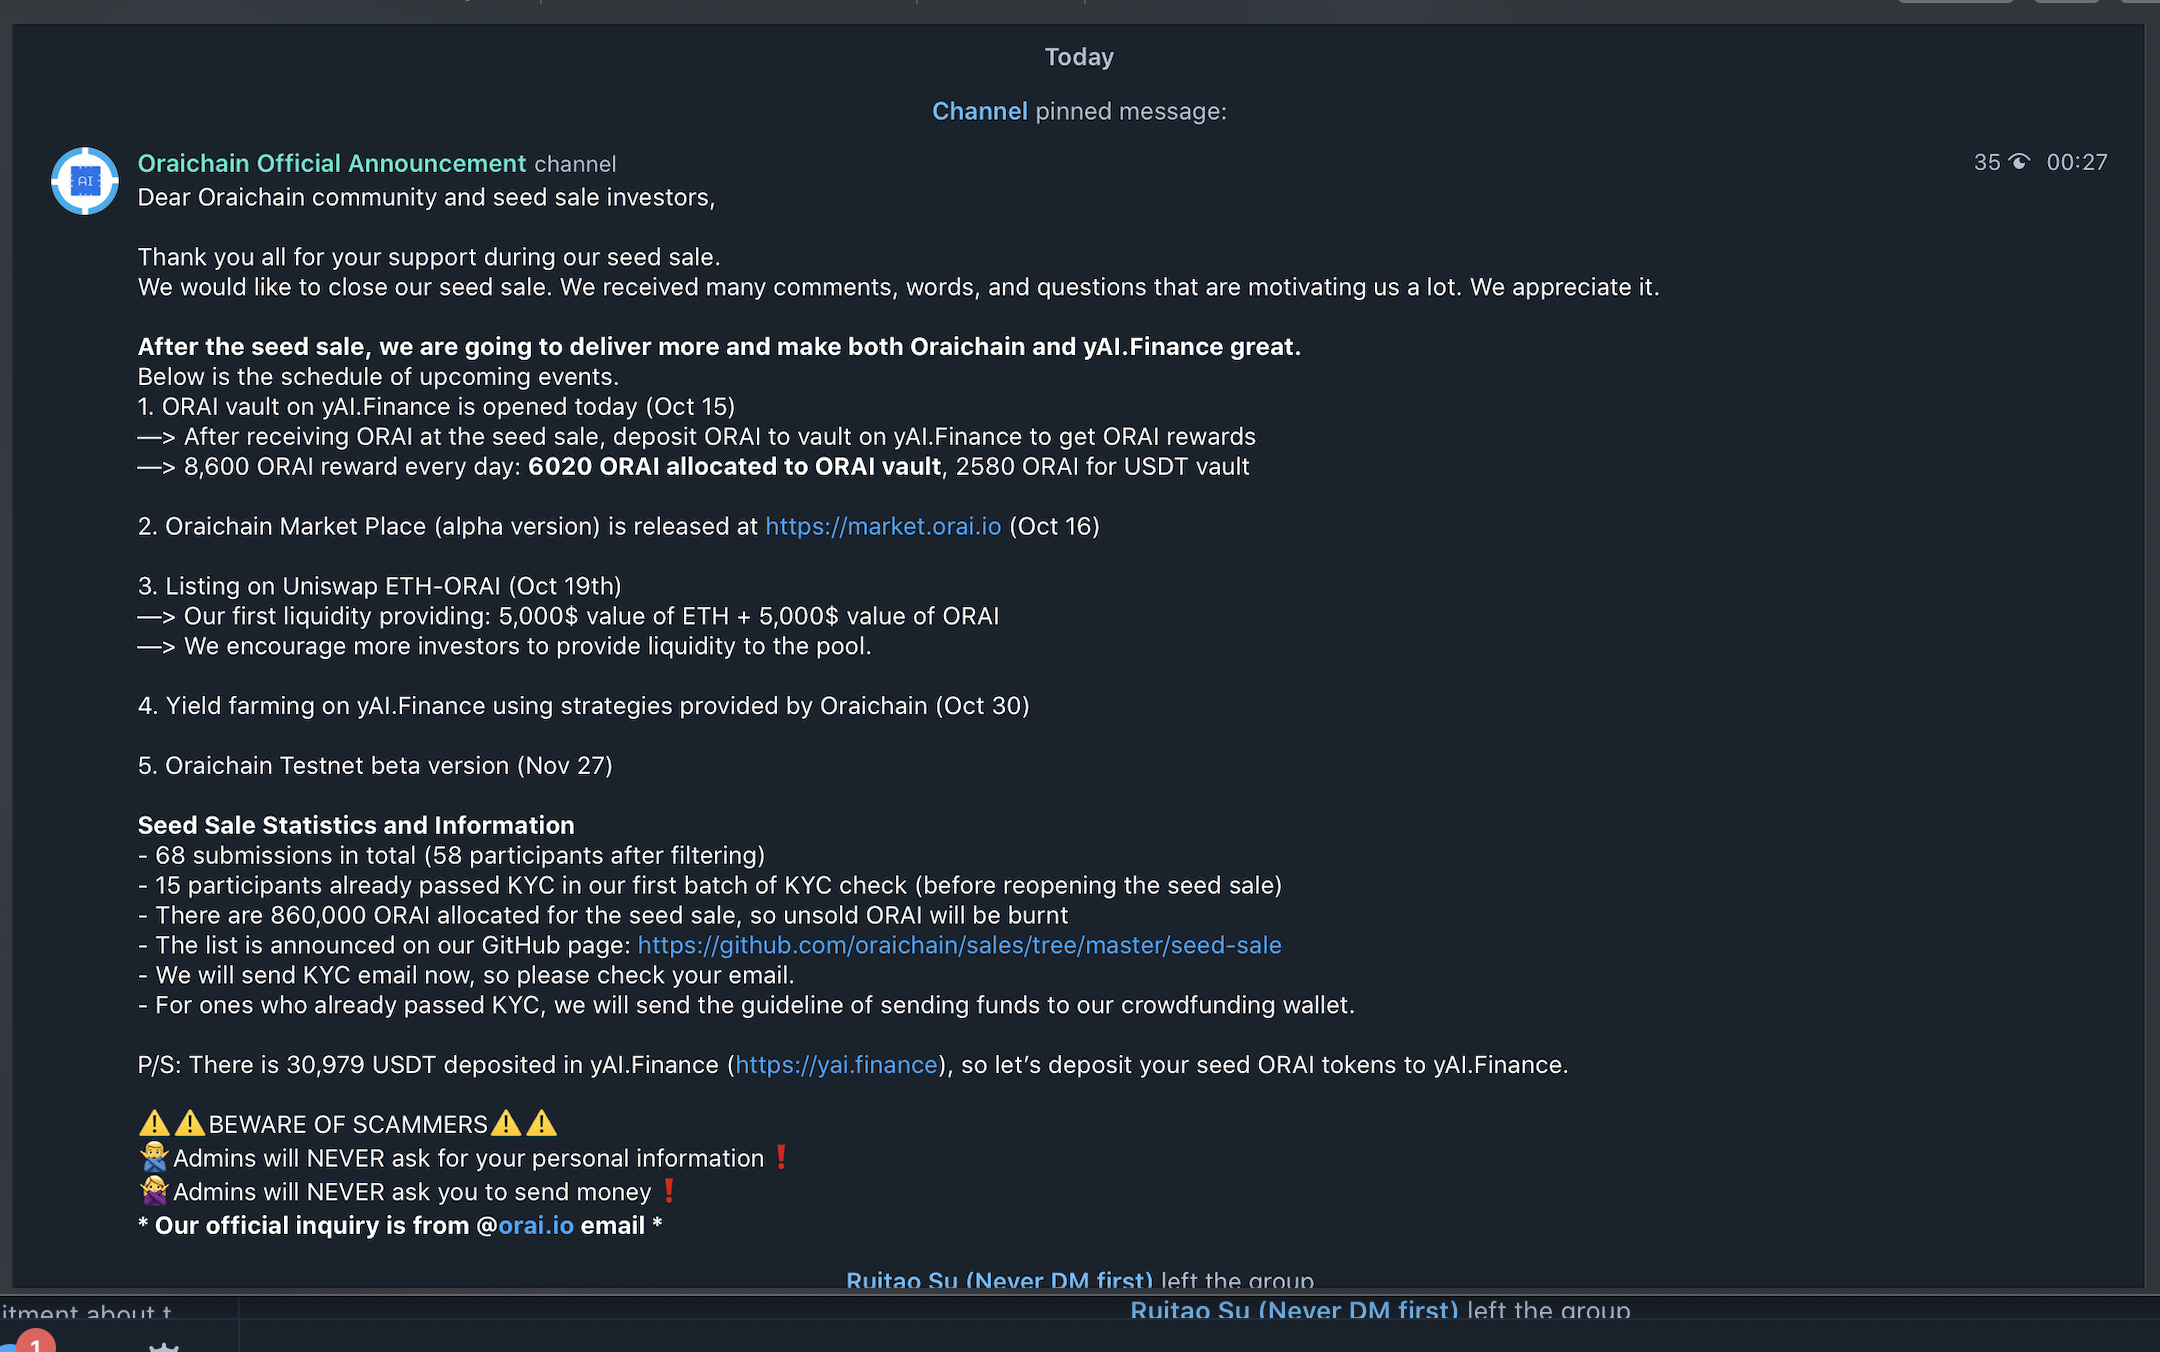 Today
Channel pinned message:
AI
Oraichain Official Announcement channel
35 00:27
Dear Oraichain community and seed sale investors,
Thank you all for your support during our seed sale.
We would like to close our seed sale. We received many comments, words, and questions that are motivating us a lot. We appreciate it.
After the seed sale, we are going to deliver more and make both Oraichain and yAI.Finance great.
Below is the schedule of upcoming events.
1. ORAI vault on yAI.Finance is opened today (Oct 15)
—> After receiving ORAI at the seed sale, deposit ORAI to vault on yAI.Finance to get ORAI rewards
—> 8,600 ORAI reward every day: 6020 ORAI allocated to ORAI vault, 2580 ORAI for USDT vault
2. Oraichain Market Place (alpha version) is released at https://market.orai.io (Oct 16)
3. Listing on Uniswap ETH-ORAI (Oct 19th)
—> Our first liquidity providing: 5,000$ value of ETH + 5,000$ value of ORAI
—> We encourage more investors to provide liquidity to the pool.
4. Yield farming on yAI.Finance using strategies provided by Oraichain (Oct 30)
5. Oraichain Testnet beta version (Nov 27)
Seed Sale Statistics and Information
- 68 submissions in total (58 participants after filtering)
- 15 participants already passed KYC in our first batch of KYC check (before reopening the seed sale)
- There are 860,000 ORAI allocated for the seed sale, so unsold ORAI will be burnt
- The list is announced on our GitHub page: https://github.com/oraichain/sales/tree/master/seed-sale
- We will send KYC email now, so please check your email.
- For ones who already passed KYC, we will send the guideline of sending funds to our crowdfunding wallet.
P/S: There is 30,979 USDT deposited in yAI.Finance (https://yai.finance), so let’s deposit your seed ORAI tokens to yAI.Finance.
⚠️⚠️BEWARE OF SCAMMERS⚠️⚠️
🙅‍♂️Admins will NEVER ask for your personal information❗
🙅‍♀️Admins will NEVER ask you to send money❗
* Our official inquiry is from @orai.io email *
Ruitao Su (Never DM first) left the group
itment about t
Ruitao Su (Never DM first) left the group
1